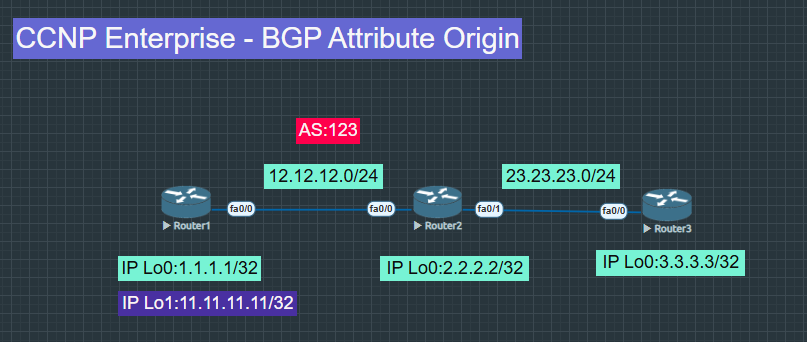 CCNP Enterprise - BGP Attribute Origin
AS:123
12.12.12.0/24
23.23.23.0/24
fa0/0
fa0/0
fa0/1
fa0/0
Router1
Router2
Router3
IP Lo0:1.1.1.1/32
IP Lo0:2.2.2.2/32
IP Lo0:3.3.3.3/32
IP Lo1:11.11.11.11/32